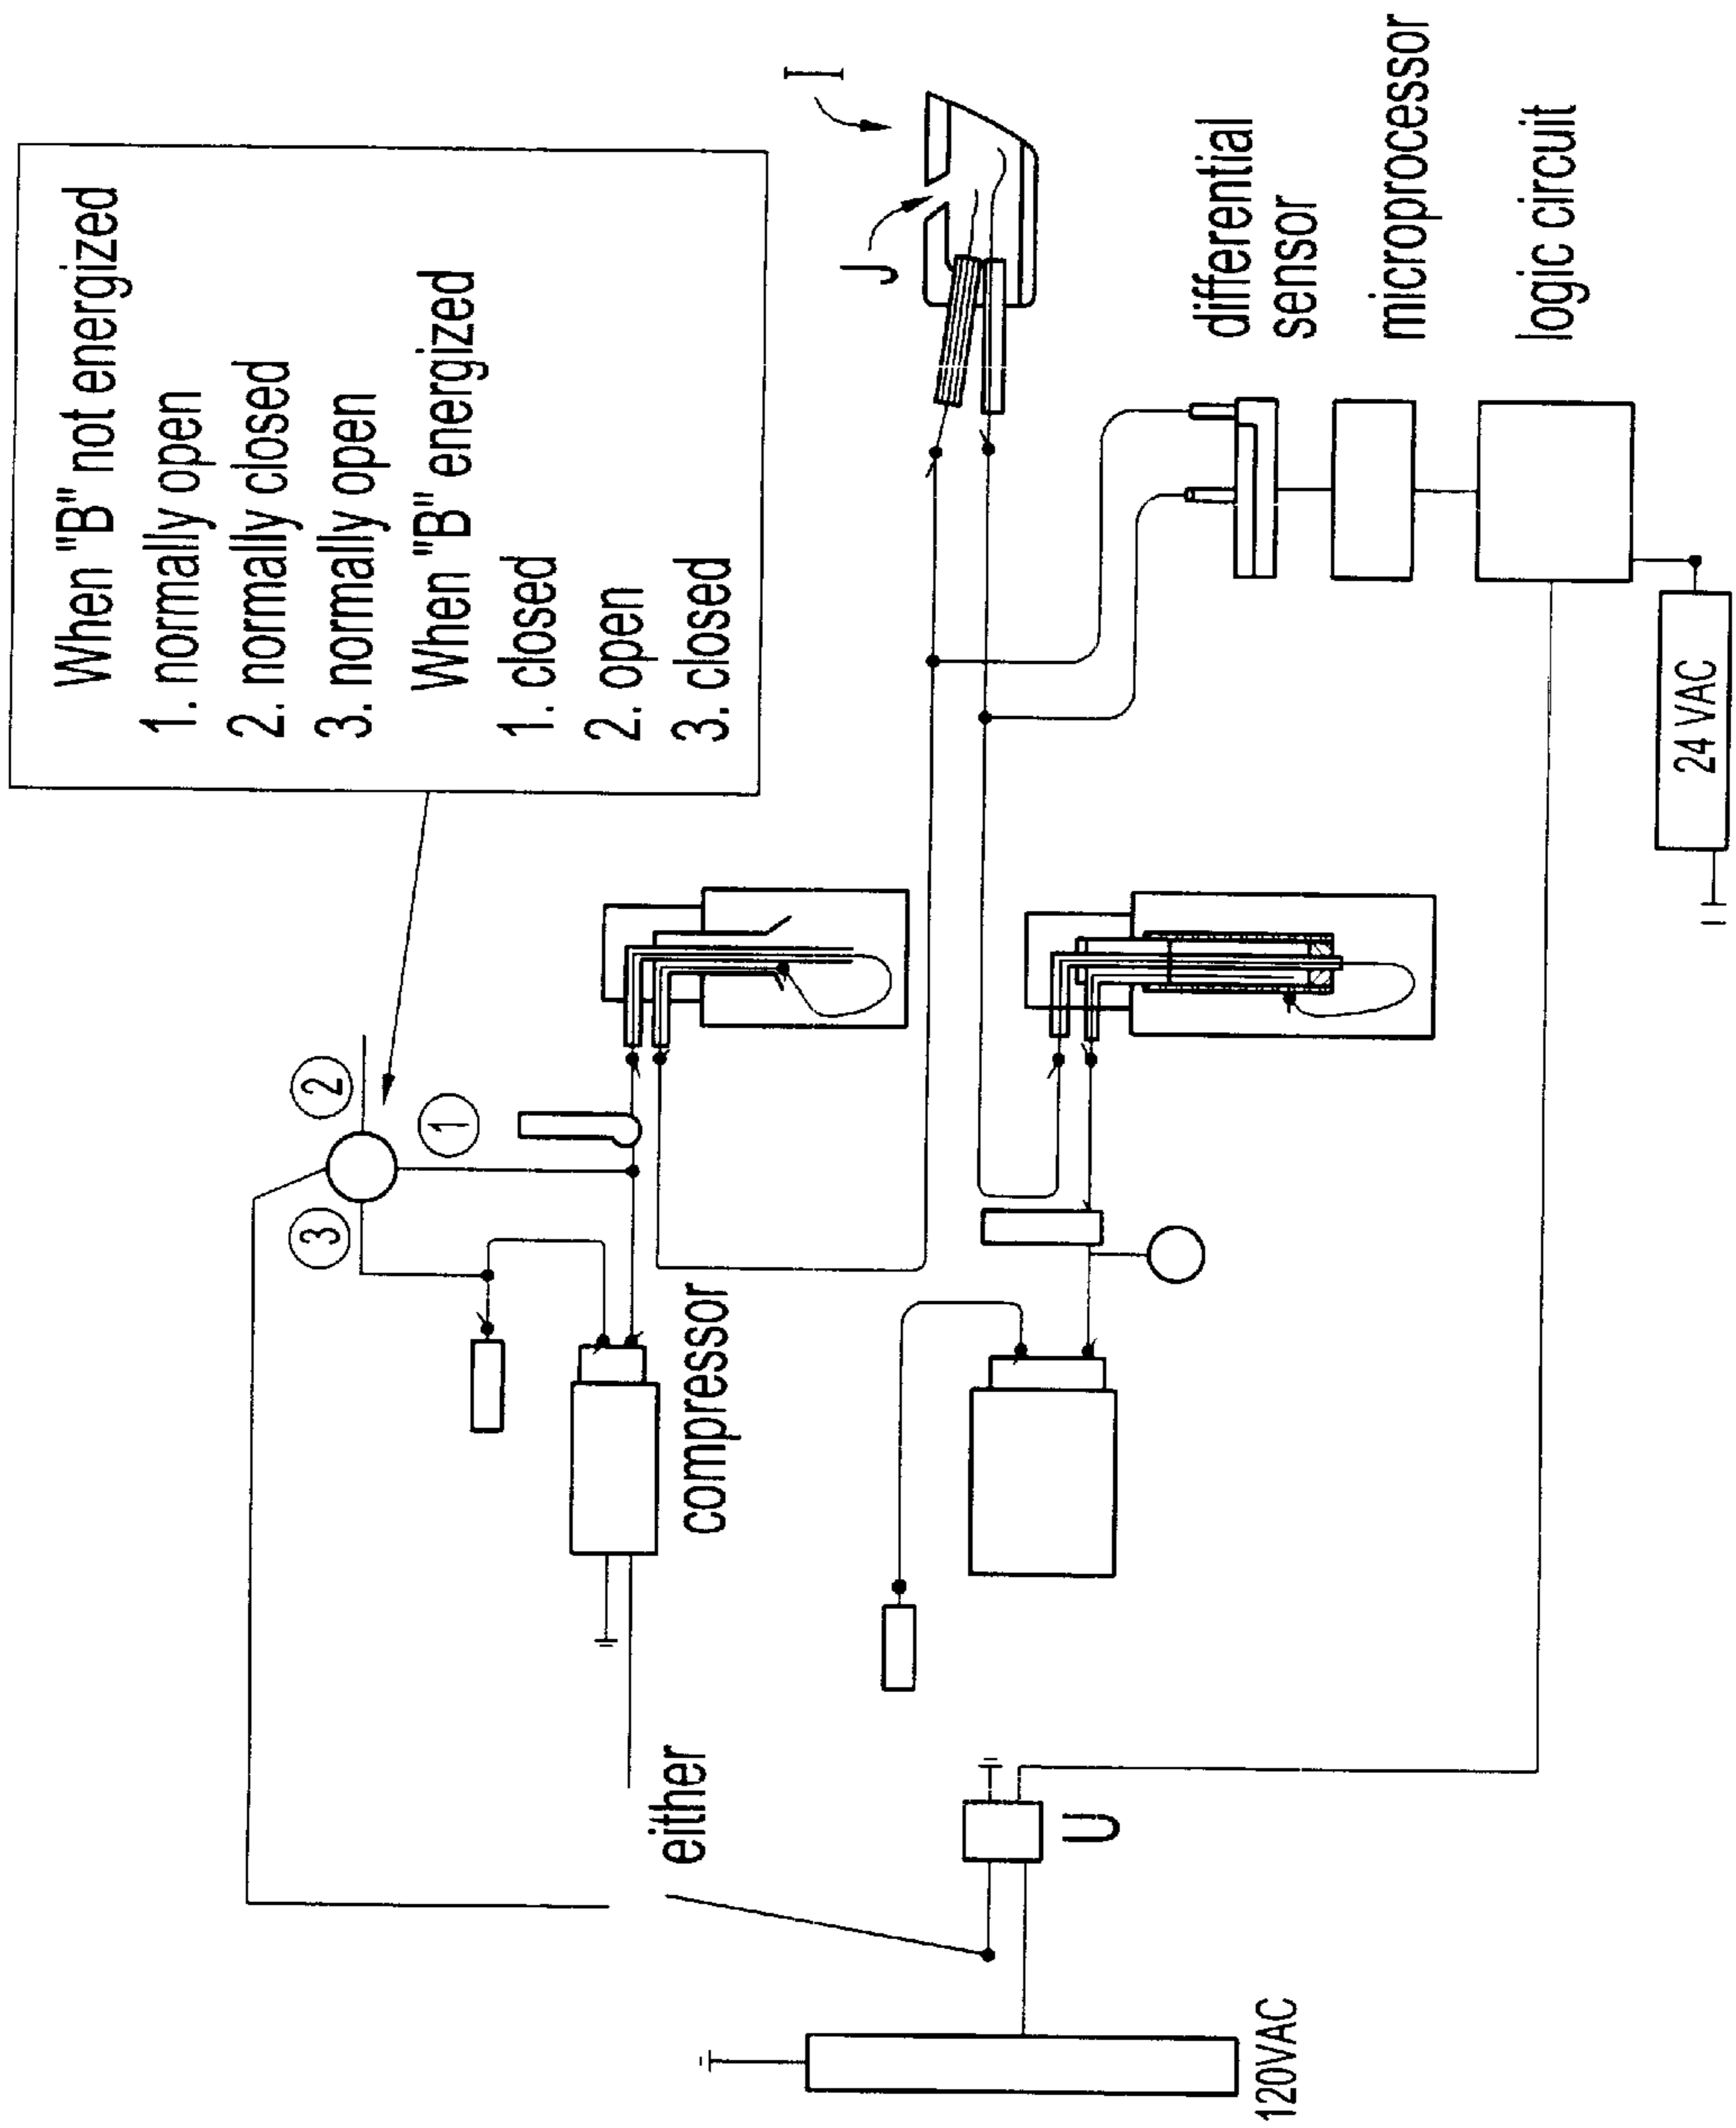 When "B" not energized
1. normally open
2. normally closed
3. normally open
When "B" energized
1. closed
2. open
3. closed
I
J
2
1
3
differential
sensor
microprocessor
logic circuit
24 VAC
compressor
either
U
120VAC